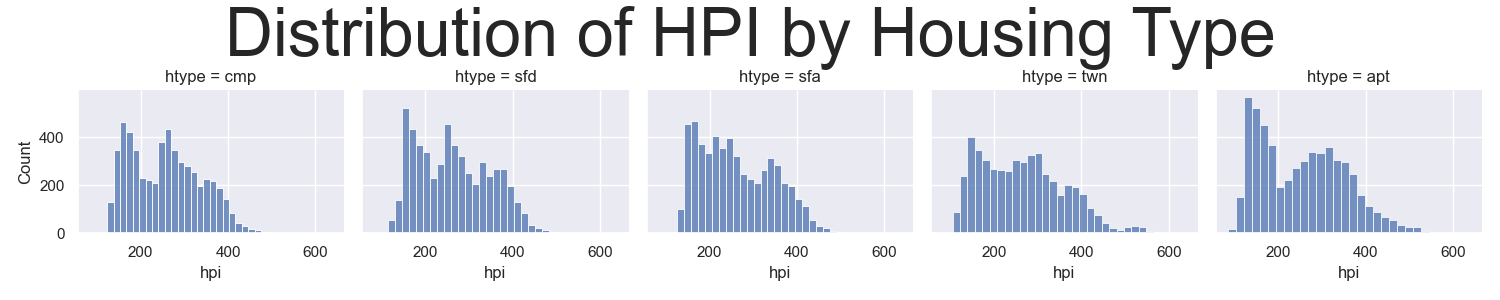 Distribution of HPI by Housing Type
htype = cmp
htype = sfd
htype = sfa
htype = twn
htype = apt
Count
400
200
0
200 400 600
200 400 600
200 400 600
200 400 600
200 400 600
hpi
hpi
hpi
hpi
hpi